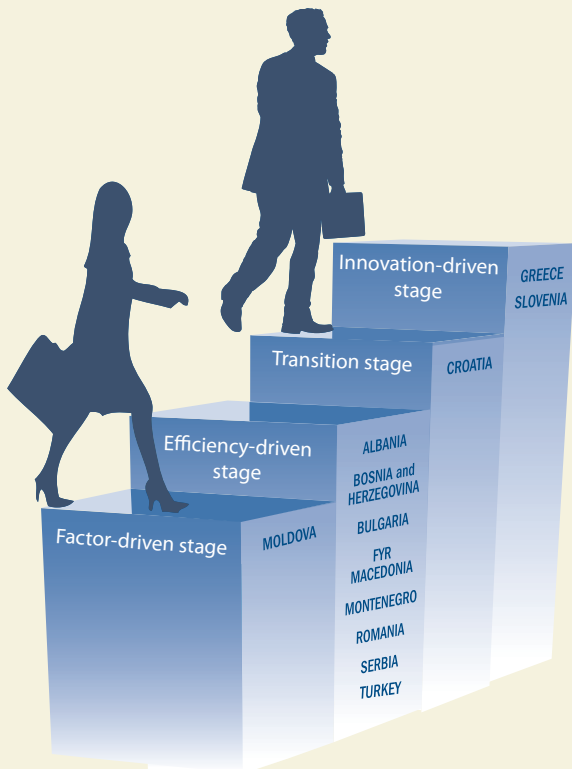 Innovation-driven
stage
GREECE
SLOVENIA
Transition stage
CROATIA
Efficiency-driven
stage
ALBANIA
BOSNIA and
HERZEGOVINA
BULGARIA
FYR
MACEDONIA
MONTENEGRO
ROMANIA
SERBIA
TURKEY
Factor-driven stage
MOLDOVA